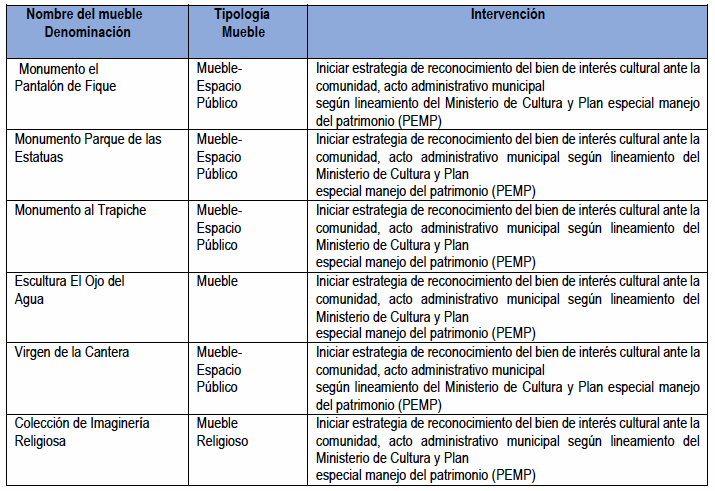 Nombre del mueble
Denominación
Tipología
Mueble
Intervención
Monumento el
Pantalón de Fique
Mueble-
Espacio
Público
Iniciar estrategia de reconocimiento del bien de interés cultural ante la
comunidad, acto administrativo municipal
según lineamiento del Ministerio de Cultura y Plan especial manejo
del patrimonio (PEMP)
Monumento Parque de las
Estatuas
Mueble-
Espacio
Público
Iniciar estrategia de reconocimiento del bien de interés cultural ante la
comunidad, acto administrativo municipal según lineamiento del
Ministerio de Cultura y Plan
especial manejo del patrimonio (PEMP)
Monumento al Trapiche
Mueble-
Espacio
Público
Iniciar estrategia de reconocimiento del bien de interés cultural ante la
comunidad, acto administrativo municipal según lineamiento del
Ministerio de Cultura y Plan
especial manejo del patrimonio (PEMP)
Escultura El Ojo del
Agua
Mueble
Iniciar estrategia de reconocimiento del bien de interés cultural ante la
comunidad, acto administrativo municipal según lineamiento del
Ministerio de Cultura y Plan
especial manejo del patrimonio (PEMP)
Virgen de la Cantera
Mueble-
Espacio
Público
Iniciar estrategia de reconocimiento del bien de interés cultural ante la
comunidad, acto administrativo municipal
según lineamiento del Ministerio de Cultura y Plan especial manejo
del patrimonio (PEMP)
Colección de Imaginería
Religiosa
Mueble
Religioso
Iniciar estrategia de reconocimiento del bien de interés cultural ante la
comunidad, acto administrativo municipal según lineamiento del
Ministerio de Cultura y Plan
especial manejo del patrimonio (PEMP)